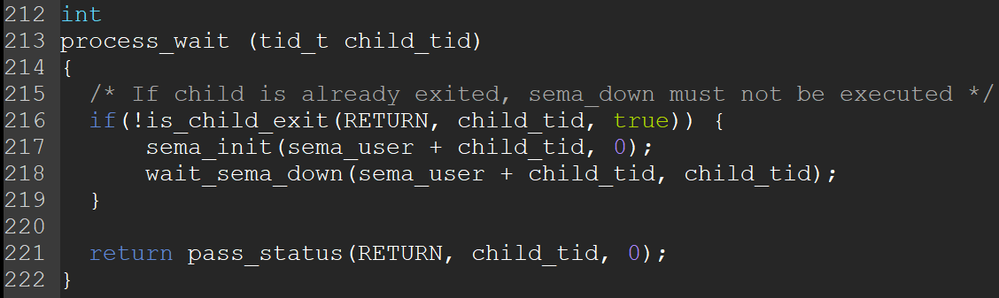 212 int
213 process_wait (tid_t child_tid)
214 {
215   /* If child is already exited, sema_down must not be executed */
216   if(!is_child_exit(RETURN, child_tid, true)) {
217       sema_init(sema_user + child_tid, 0);
218       wait_sema_down(sema_user + child_tid, child_tid);
219   }
220
221   return pass_status(RETURN, child_tid, 0);
222 }